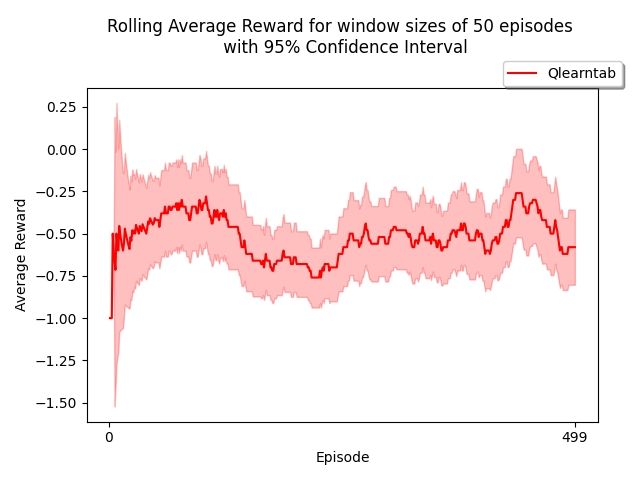 Rolling Average Reward for window sizes of 50 episodes
with 95% Confidence Interval
Qlearntab
0.25
0.00
−0.25
−0.50
−0.75
−1.00
−1.25
−1.50
Average Reward
0
499
Episode